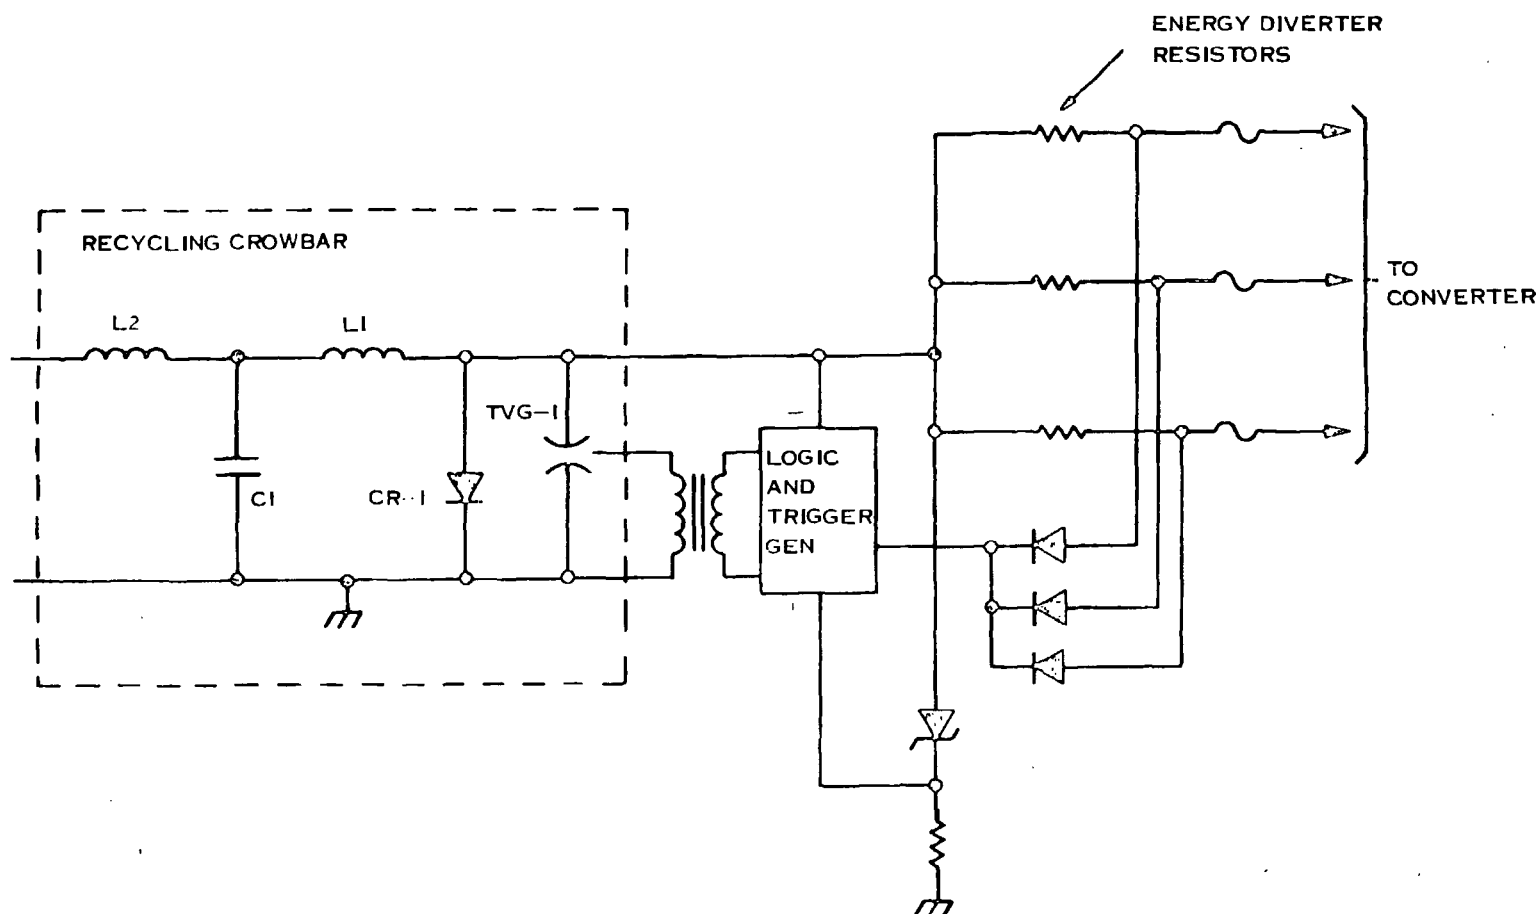 ENERGY DIVERTER
RESISTORS
RECYCLING CROWBAR
L2
L1
TO
CONVERTER
TVG-1
LOGIC
AND
TRIGGER
GEN
C1
CR-1